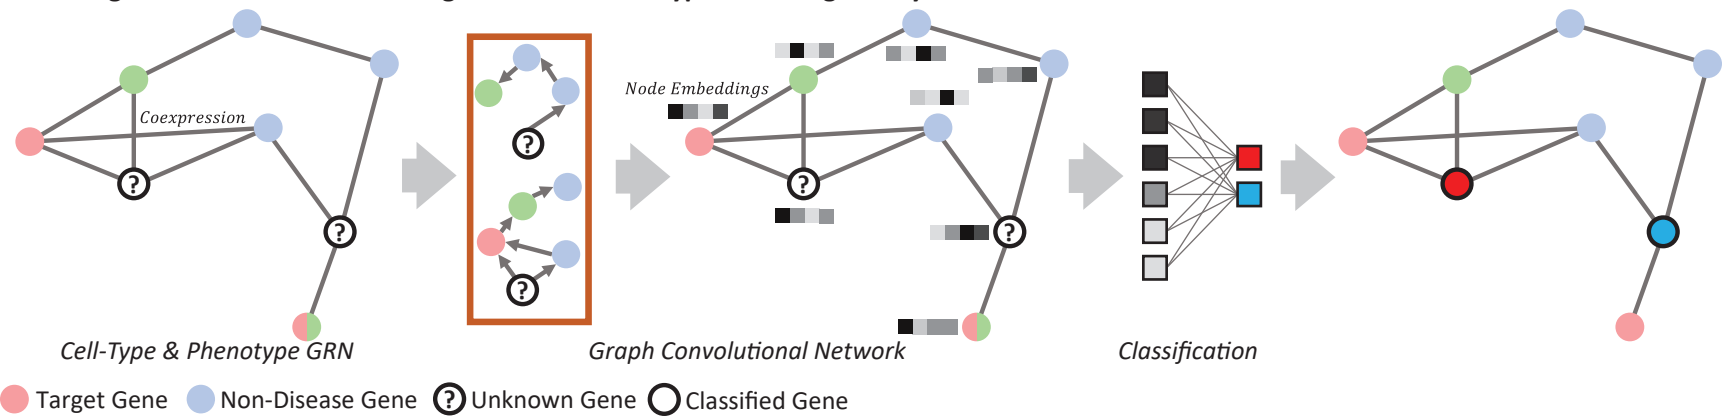 Node Embeddings
Coexpression
?
?
?
?
?
?
Cell-Type & Phenotype GRN
Graph Convolutional Network
Classification
Target Gene
Non-Disease Gene
? Unknown Gene
Classified Gene